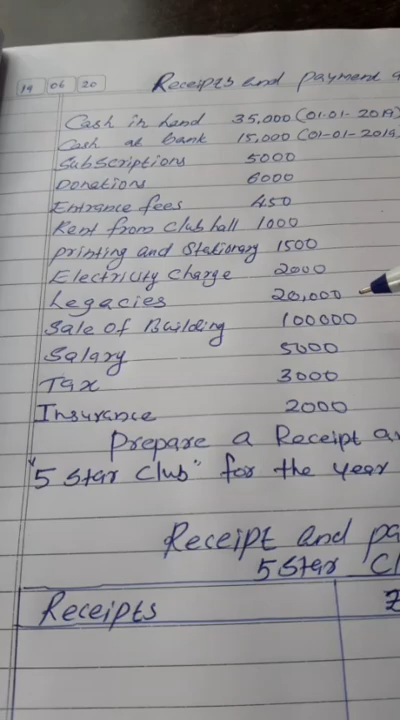 19 06 20
Receipts and payment a
Cash in hand 35,000 (01-01-2019)
Cash at bank 15,000 (01-01-2019
Subscriptions 5000
Donations 6000
Entrance fees 450
Rent from club hall 1000
printing and Stationary 1500
Electricity charge 2000
Legacies 20,000
Sale of Building 100000
Salary 5000
Tax 3000
Insurance 2000
Prepare a Receipt an
"5 Star Club" for the year
Receipt and pa
5 Star Cl
Receipts